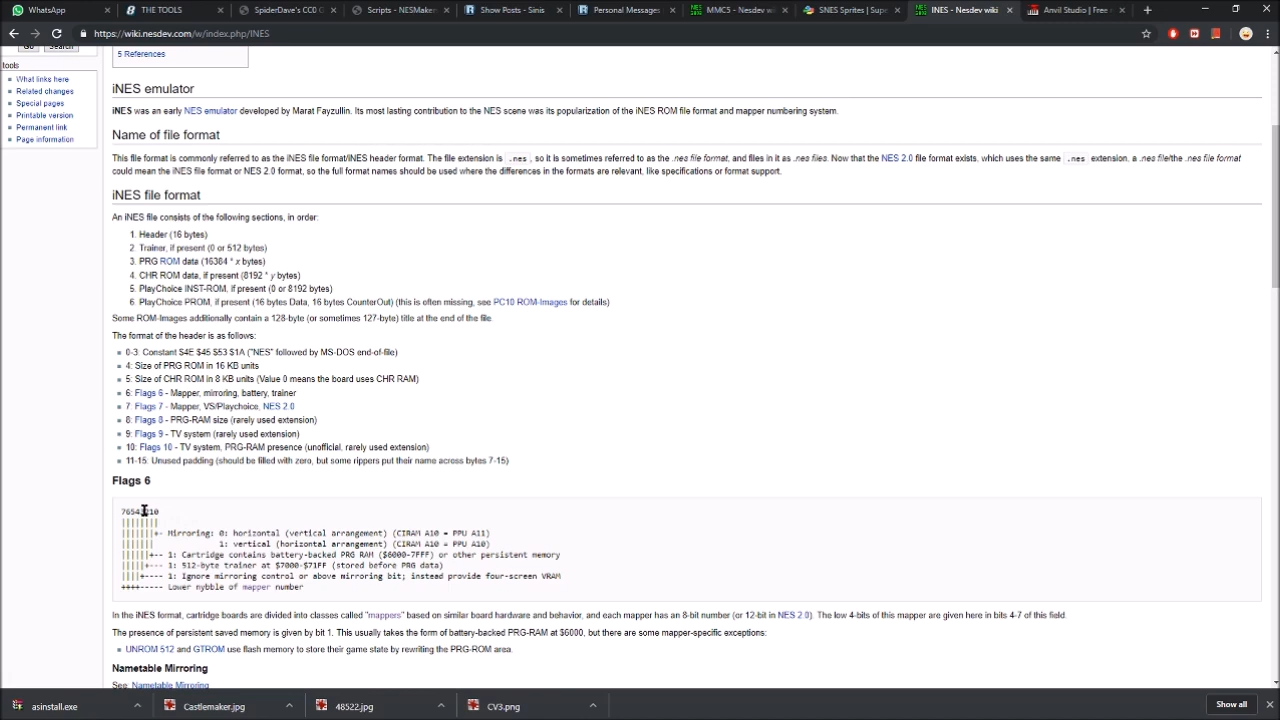 WhatsApp
THE TOOLS
SpiderDave's CC0 G
Scripts - NESMaker
Show Posts - Sinis
Personal Messages
MMC5 - Nesdev wi
SNES Sprites | Sup
iNES - Nesdev wiki
Anvil Studio | Free
https://wiki.nesdev.com/w/index.php/INES
Go Search
tools
What links here
Related changes
Special pages
Printable version
Permanent link
Page information
5 References
iNES emulator
iNES was an early NES emulator developed by Marat Fayzullin. Its most lasting contribution to the NES scene was its popularization of the iNES ROM file format and mapper numbering system.
Name of file format
This file format is commonly referred to as the iNES file format/iNES header format. The file extension is .nes, so it is sometimes referred to as the .nes file format, and files in it as .nes files. Now that the NES 2.0 file format exists, which uses the same .nes extension, a .nes file/the .nes file format
could mean the iNES file format or NES 2.0 format, so the full format names should be used where the differences in the formats are relevant, like specifications or format support.
iNES file format
An iNES file consists of the following sections, in order:
1. Header (16 bytes)
2. Trainer, if present (0 or 512 bytes)
3. PRG ROM data (16384 * x bytes)
4. CHR ROM data, if present (8192 * y bytes)
5. PlayChoice INST-ROM, if present (0 or 8192 bytes)
6. PlayChoice PROM, if present (16 bytes Data, 16 bytes CounterOut) (this is often missing, see PC10 ROM-Images for details)
Some ROM-Images additionally contain a 128-byte (or sometimes 127-byte) title at the end of the file.
The format of the header is as follows:
0-3: Constant $4E $45 $53 $1A ("NES" followed by MS-DOS end-of-file)
4: Size of PRG ROM in 16 KB units
5: Size of CHR ROM in 8 KB units (Value 0 means the board uses CHR RAM)
6: Flags 6 - Mapper, mirroring, battery, trainer
7: Flags 7 - Mapper, VS/Playchoice, NES 2.0
8: Flags 8 - PRG-RAM size (rarely used extension)
9: Flags 9 - TV system (rarely used extension)
10: Flags 10 - TV system, PRG-RAM presence (unofficial, rarely used extension)
11-15: Unused padding (should be filled with zero, but some rippers put their name across bytes 7-15)
Flags 6
76543210
||||||||
|||||||+- Mirroring: 0: horizontal (vertical arrangement) (CIRAM A10 = PPU A11)
||||||| 1: vertical (horizontal arrangement) (CIRAM A10 = PPU A10)
||||||+-- 1: Cartridge contains battery-backed PRG RAM ($6000-7FFF) or other persistent memory
|||||+--- 1: 512-byte trainer at $7000-$71FF (stored before PRG data)
||||+---- 1: Ignore mirroring control or above mirroring bit; instead provide four-screen VRAM
++++----- Lower nybble of mapper number
In the iNES format, cartridge boards are divided into classes called "mappers" based on similar board hardware and behavior, and each mapper has an 8-bit number (or 12-bit in NES 2.0). The low 4-bits of this mapper are given here in bits 4-7 of this field.
The presence of persistent saved memory is given by bit 1. This usually takes the form of battery-backed PRG-RAM at $6000, but there are some mapper-specific exceptions:
UNROM 512 and GTROM use flash memory to store their game state by rewriting the PRG-ROM area.
Nametable Mirroring
See: Nametable Mirroring
asinstall.exe
Castlemaker.jpg
48522.jpg
CV3.png
Show all